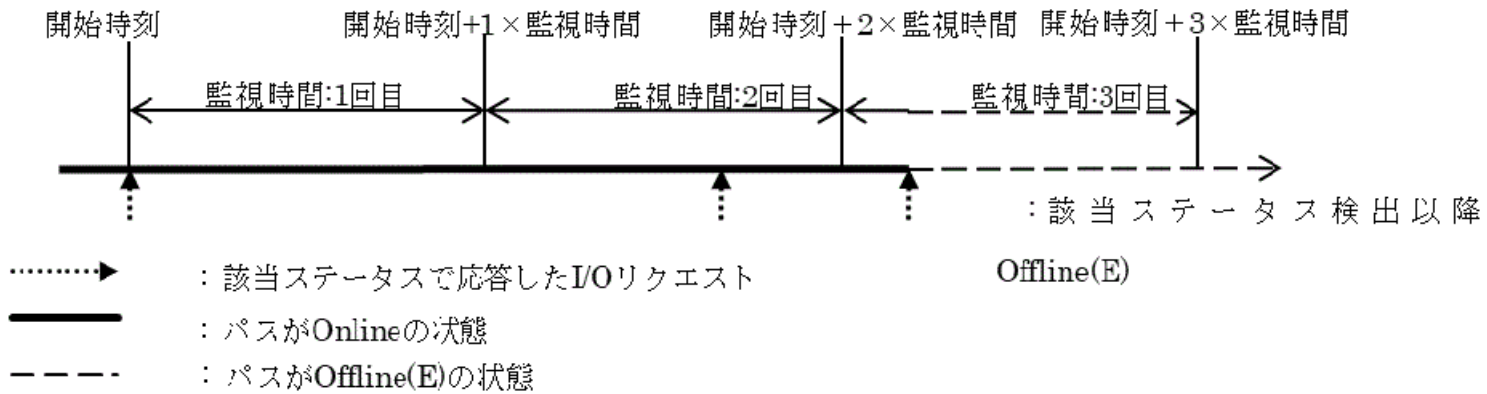 開始時刻
開始時刻+1×監視時間
開始時刻+2×監視時間
開始時刻+3×監視時間
監視時間:1回目
監視時間:2回目
監視時間:3回目
:該当ステータス検出以降
Offline(E)
:該当ステータスで応答したI/Oリクエスト
:パスがOnlineの状態
:パスがOffline(E)の状態